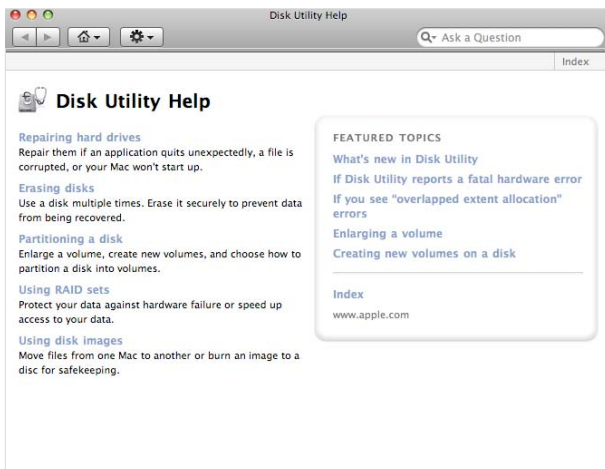 Disk Utility Help
Ask a Question
Index
Disk Utility Help
Repairing hard drives
Repair them if an application quits unexpectedly, a file is
corrupted, or your Mac won't start up.
Erasing disks
Use a disk multiple times. Erase it securely to prevent data
from being recovered.
Partitioning a disk
Enlarge a volume, create new volumes, and choose how to
partition a disk into volumes.
Using RAID sets
Protect your data against hardware failure or speed up
access to your data.
Using disk images
Move files from one Mac to another or burn an image to a
disc for safekeeping.
FEATURED TOPICS
What's new in Disk Utility
If Disk Utility reports a fatal hardware error
If you see "overlapped extent allocation"
errors
Enlarging a volume
Creating new volumes on a disk
Index
www.apple.com